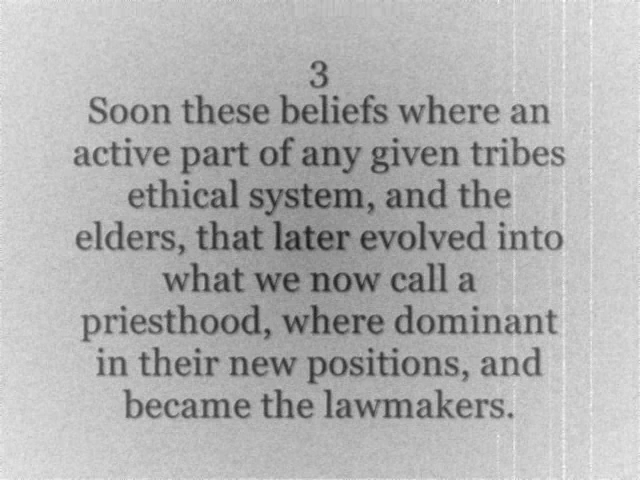 3
Soon these beliefs where an
active part of any given tribes
ethical system, and the
elders, that later evolved into
what we now call a
priesthood, where dominant
in their new positions, and
became the lawmakers.